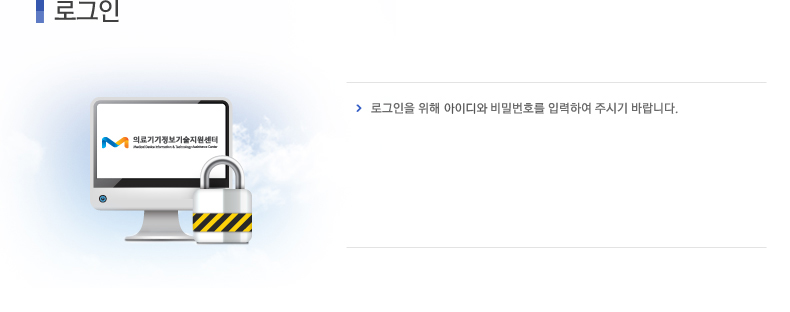 로그인
의료기기정보기술지원센터
Medical Device Information & Technology Assistance Center
로그인을 위해 아이디와 비밀번호를 입력하여 주시기 바랍니다.